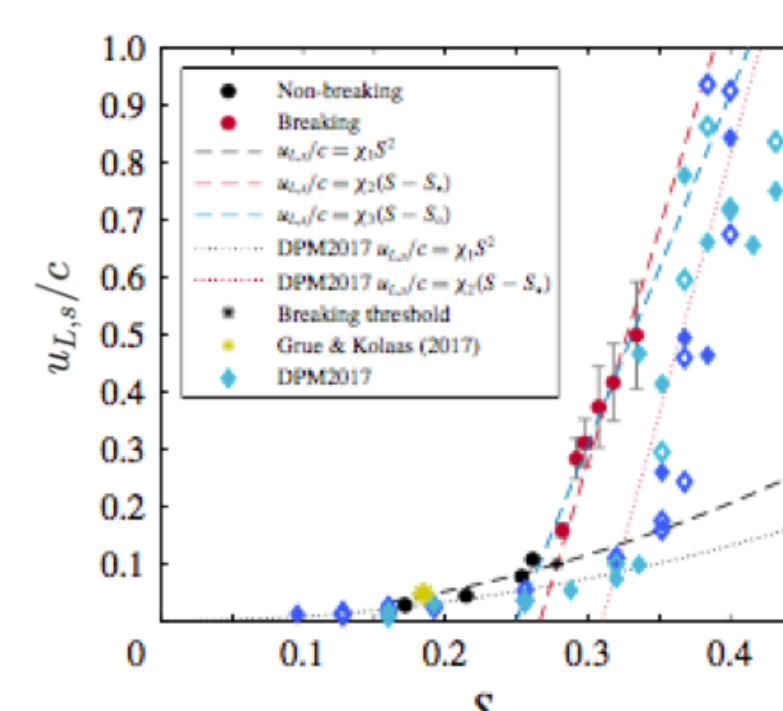 1.0
0.9
0.8
0.7
0.6
0.5
0.4
0.3
0.2
0.1
0
0.1
0.2
0.3
0.4
u_{L,s}/c
S
Non-breaking
Breaking
u_{L,s}/c = χ₁S²
u_{L,s}/c = χ₂(S − S_*)
u_{L,s}/c = χ₃(S − S₀)
DPM2017 u_{L,s}/c = χ₁S²
DPM2017 u_{L,s}/c = χ₂(S − S_*)
Breaking threshold
Grue & Kolaas (2017)
DPM2017